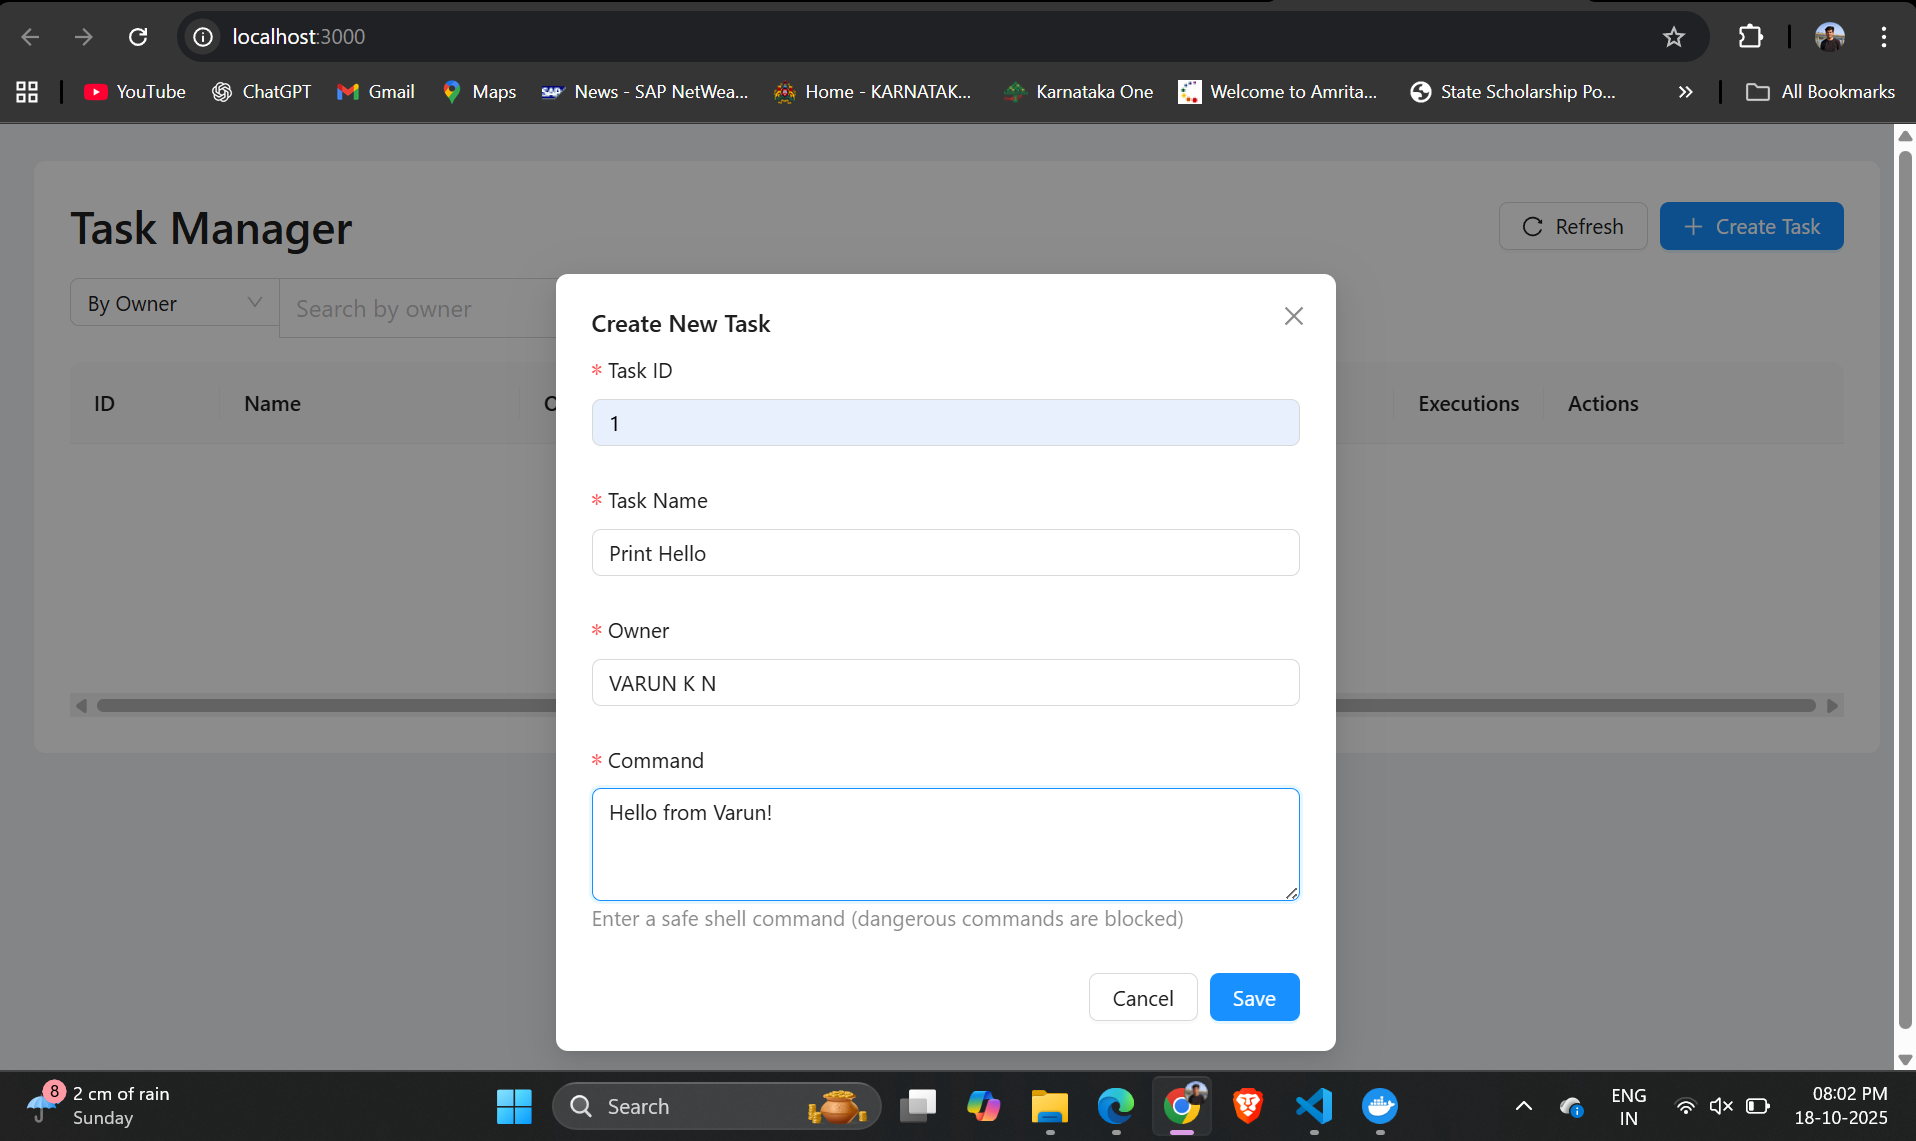 localhost:3000
YouTube
ChatGPT
Gmail
Maps
SAP
News - SAP NetWea...
Home - KARNATAK...
Karnataka One
Welcome to Amrita...
State Scholarship Po...
All Bookmarks
Task Manager
Refresh
Create Task
By Owner
Search by owner
ID
Name
O
Executions
Actions
Create New Task
* Task ID
1
* Task Name
Print Hello
* Owner
VARUN K N
* Command
Hello from Varun!
Enter a safe shell command (dangerous commands are blocked)
Cancel
Save
8
2 cm of rain
Sunday
Search
ENG
IN
08:02 PM
18-10-2025